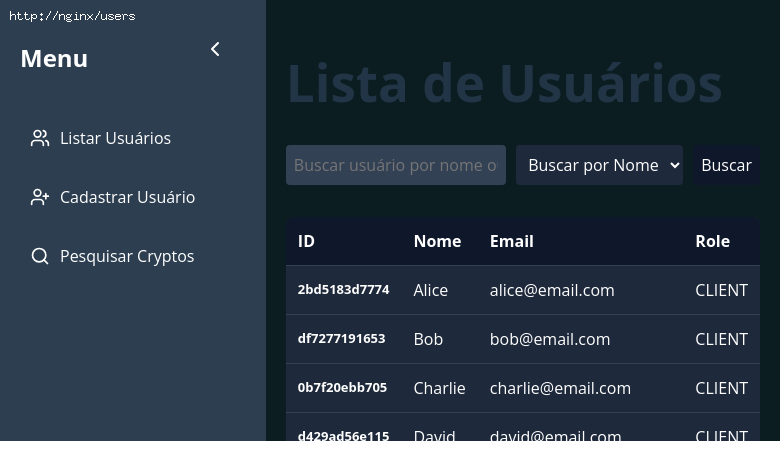 http://nginx/users
Menu
Listar Usuários
Cadastrar Usuário
Pesquisar Cryptos
Lista de Usuários
Buscar usuário por nome o
Buscar por Nome
Buscar
ID Nome Email Role
2bd5183d7774 Alice alice@email.com CLIENT
df7277191653 Bob bob@email.com CLIENT
0b7f20ebb705 Charlie charlie@email.com CLIENT
d429ad56e115 David david@email.com CLIENT